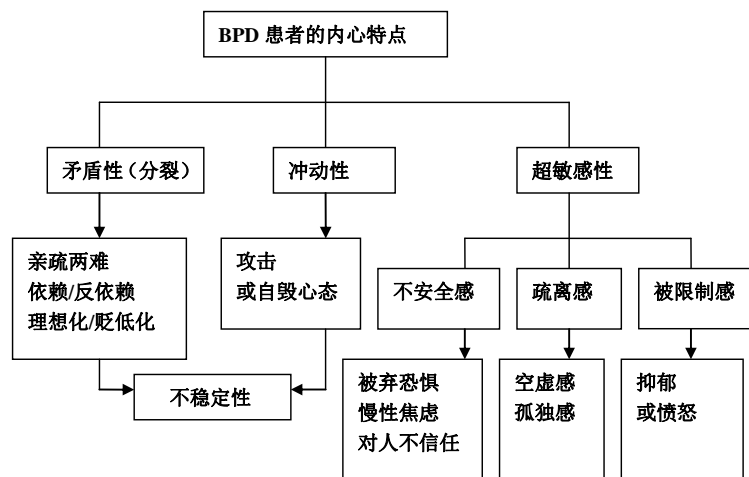 BPD 患者的内心特点
矛盾性（分裂）
冲动性
超敏感性
亲疏两难
依赖/反依赖
理想化/贬低化
攻击
或自毁心态
不安全感
疏离感
被限制感
不稳定性
被弃恐惧
慢性焦虑
对人不信任
空虚感
孤独感
抑郁
或愤怒